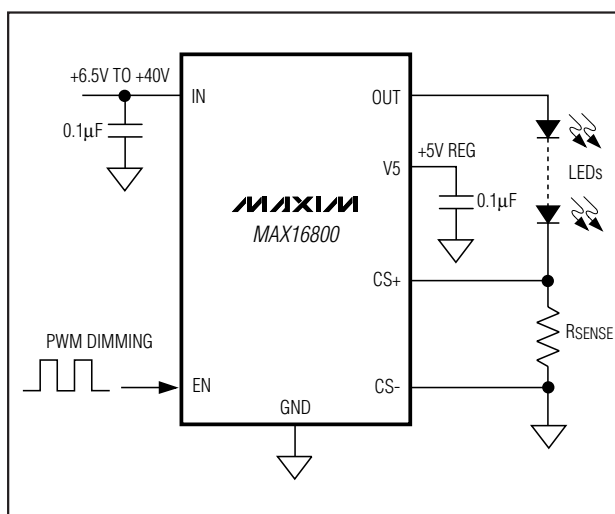 +6.5V TO +40V
IN
OUT
0.1µF
+5V REG
V5
LEDs
0.1µF
MAXIM
MAX16800
CS+
RSENSE
PWM DIMMING
EN
CS-
GND